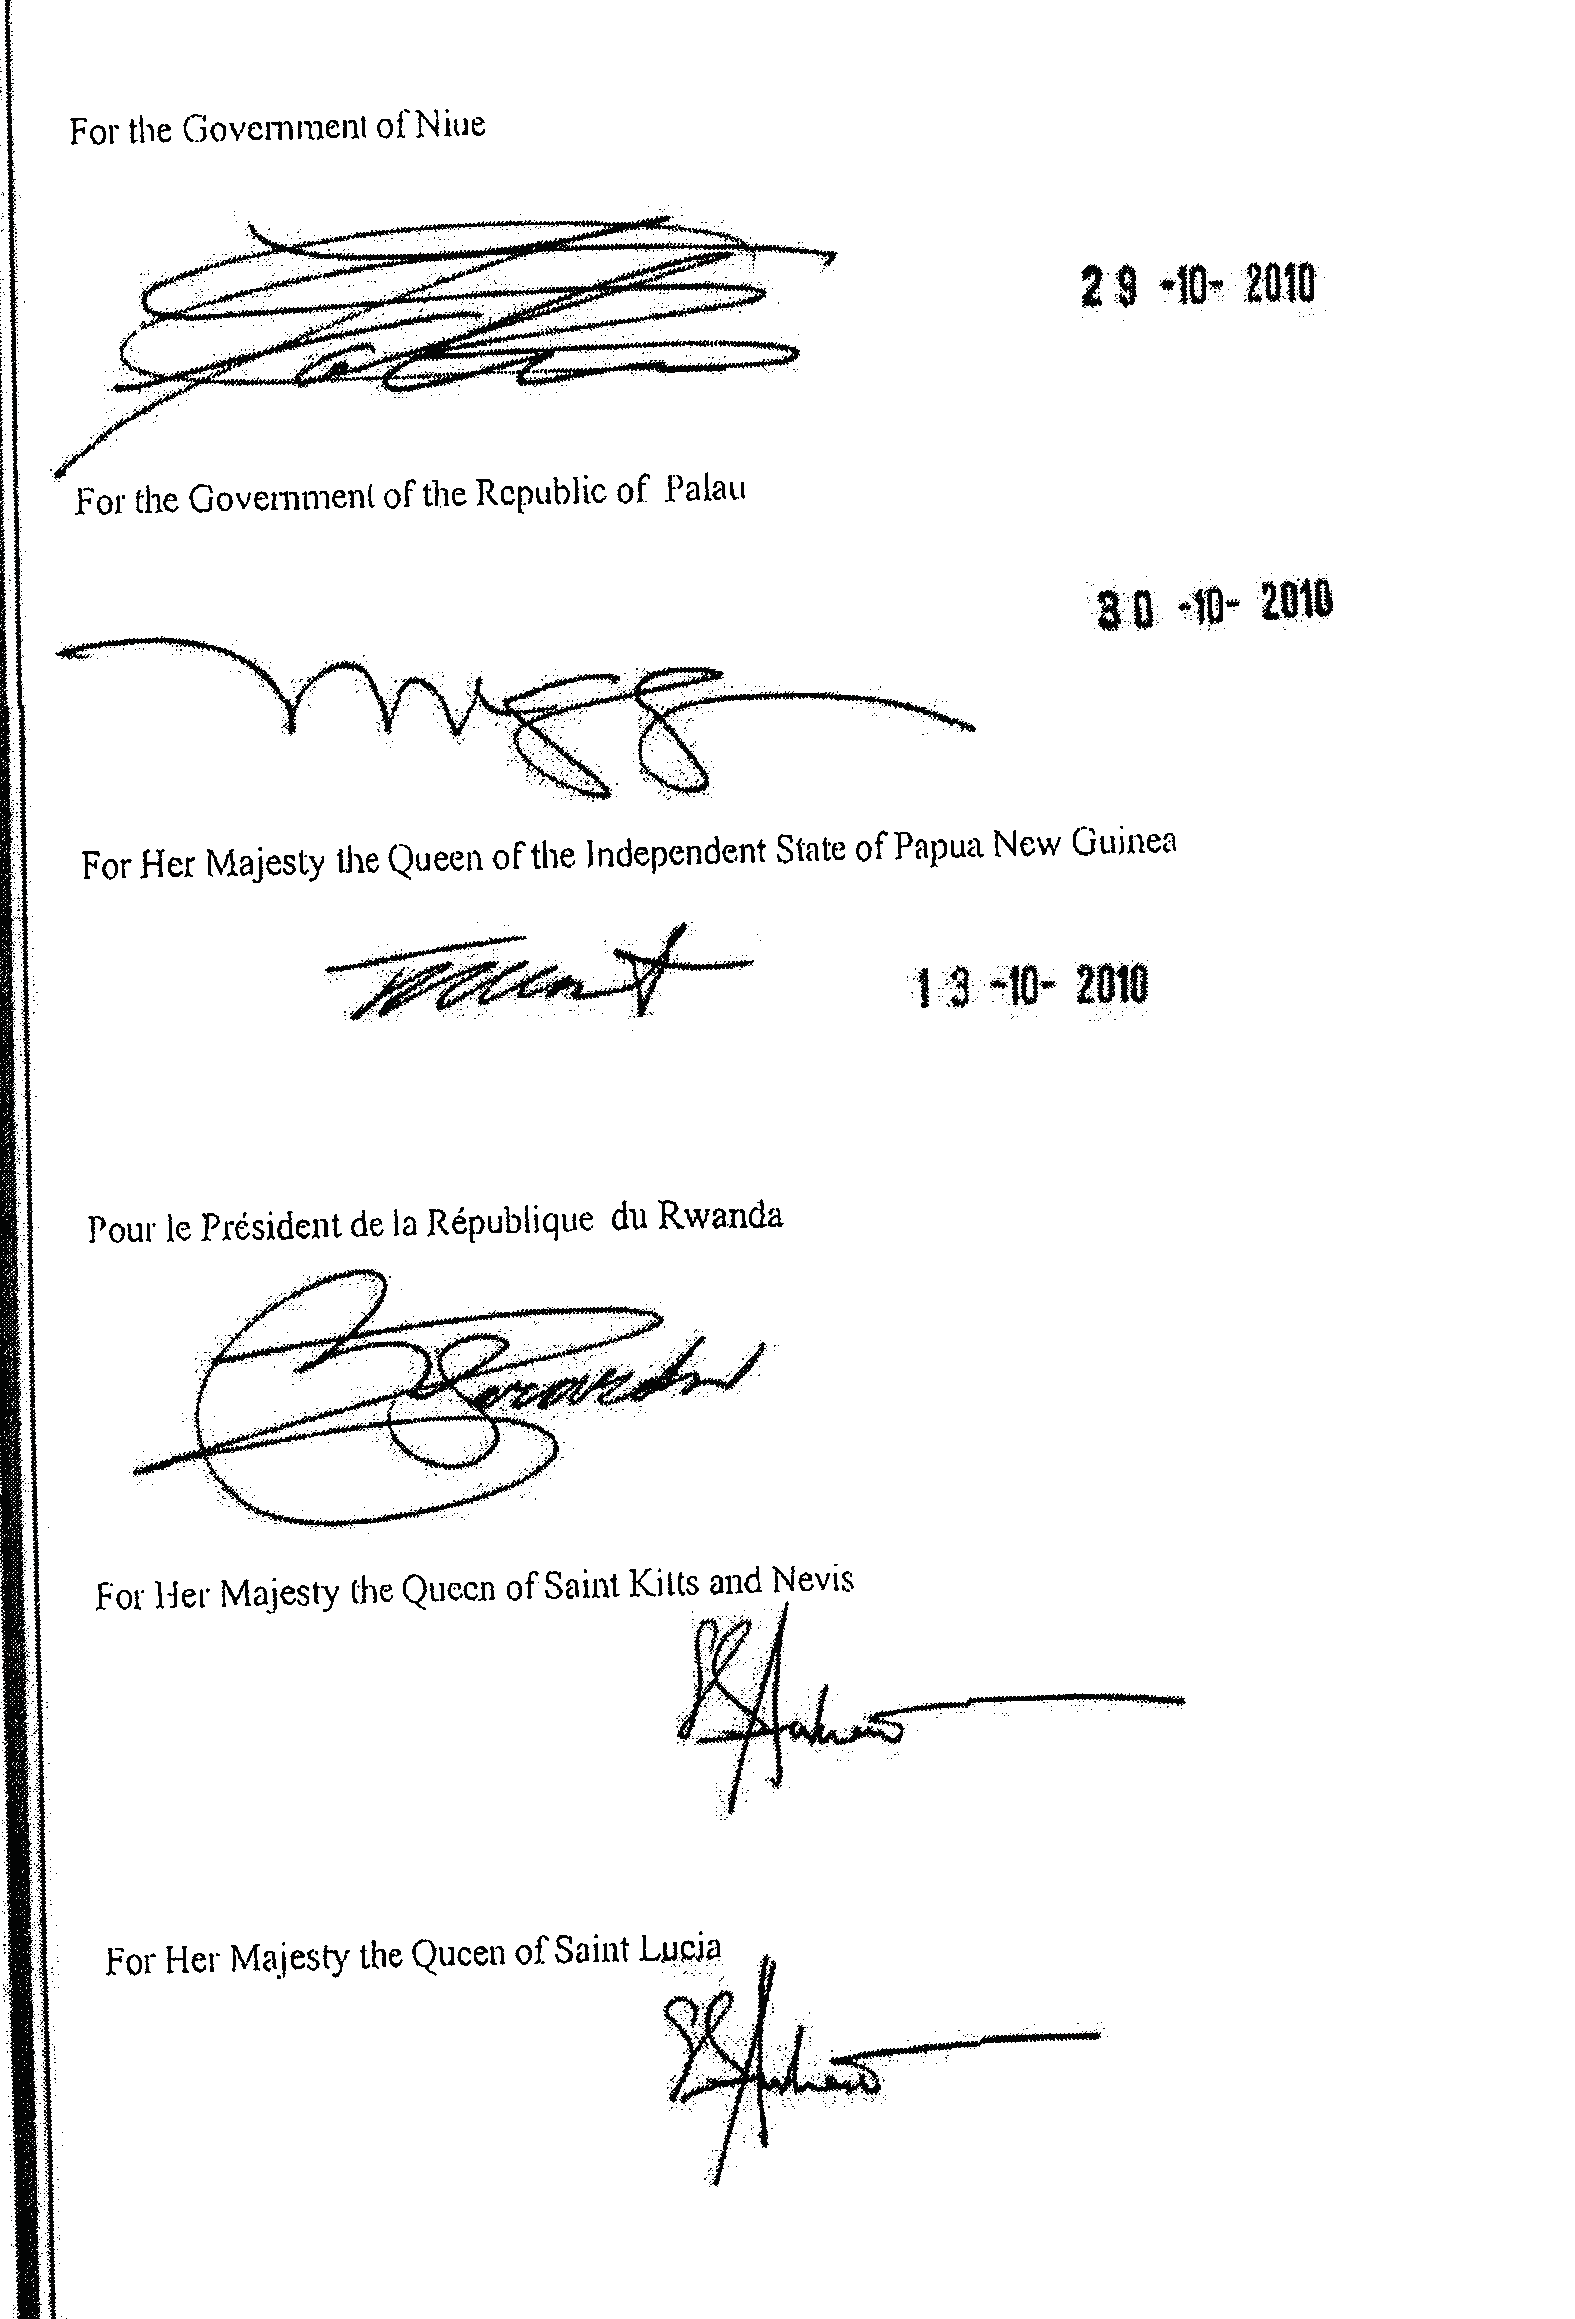 For the Government of Niue
29 -10- 2010
For the Government of the Republic of Palau
30 -10- 2010
For Her Majesty the Queen of the Independent State of Papua New Guinea
13 -10- 2010
Pour le Président de la République du Rwanda
For Her Majesty the Queen of Saint Kitts and Nevis
For Her Majesty the Queen of Saint Lucia